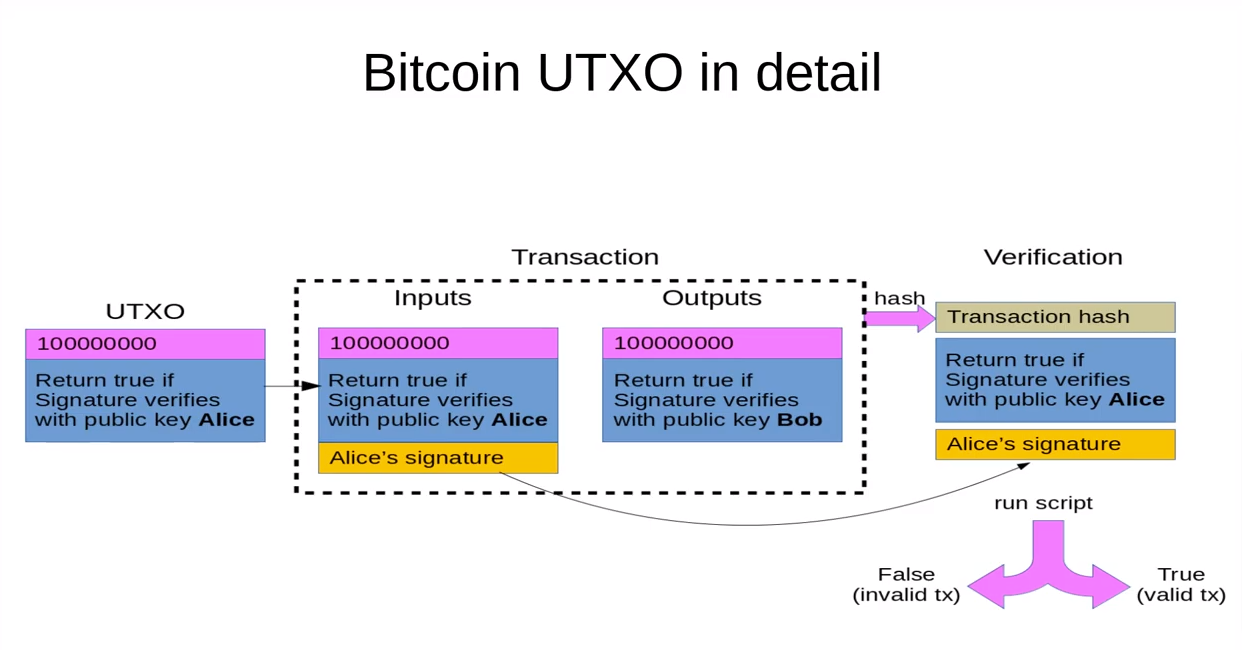 Bitcoin UTXO in detail
UTXO
100000000
Return true if
Signature verifies
with public key Alice
Transaction
Inputs
100000000
Return true if
Signature verifies
with public key Alice
Alice’s signature
Outputs
100000000
Return true if
Signature verifies
with public key Bob
hash
Verification
Transaction hash
Return true if
Signature verifies
with public key Alice
Alice’s signature
run script
False
(invalid tx)
True
(valid tx)